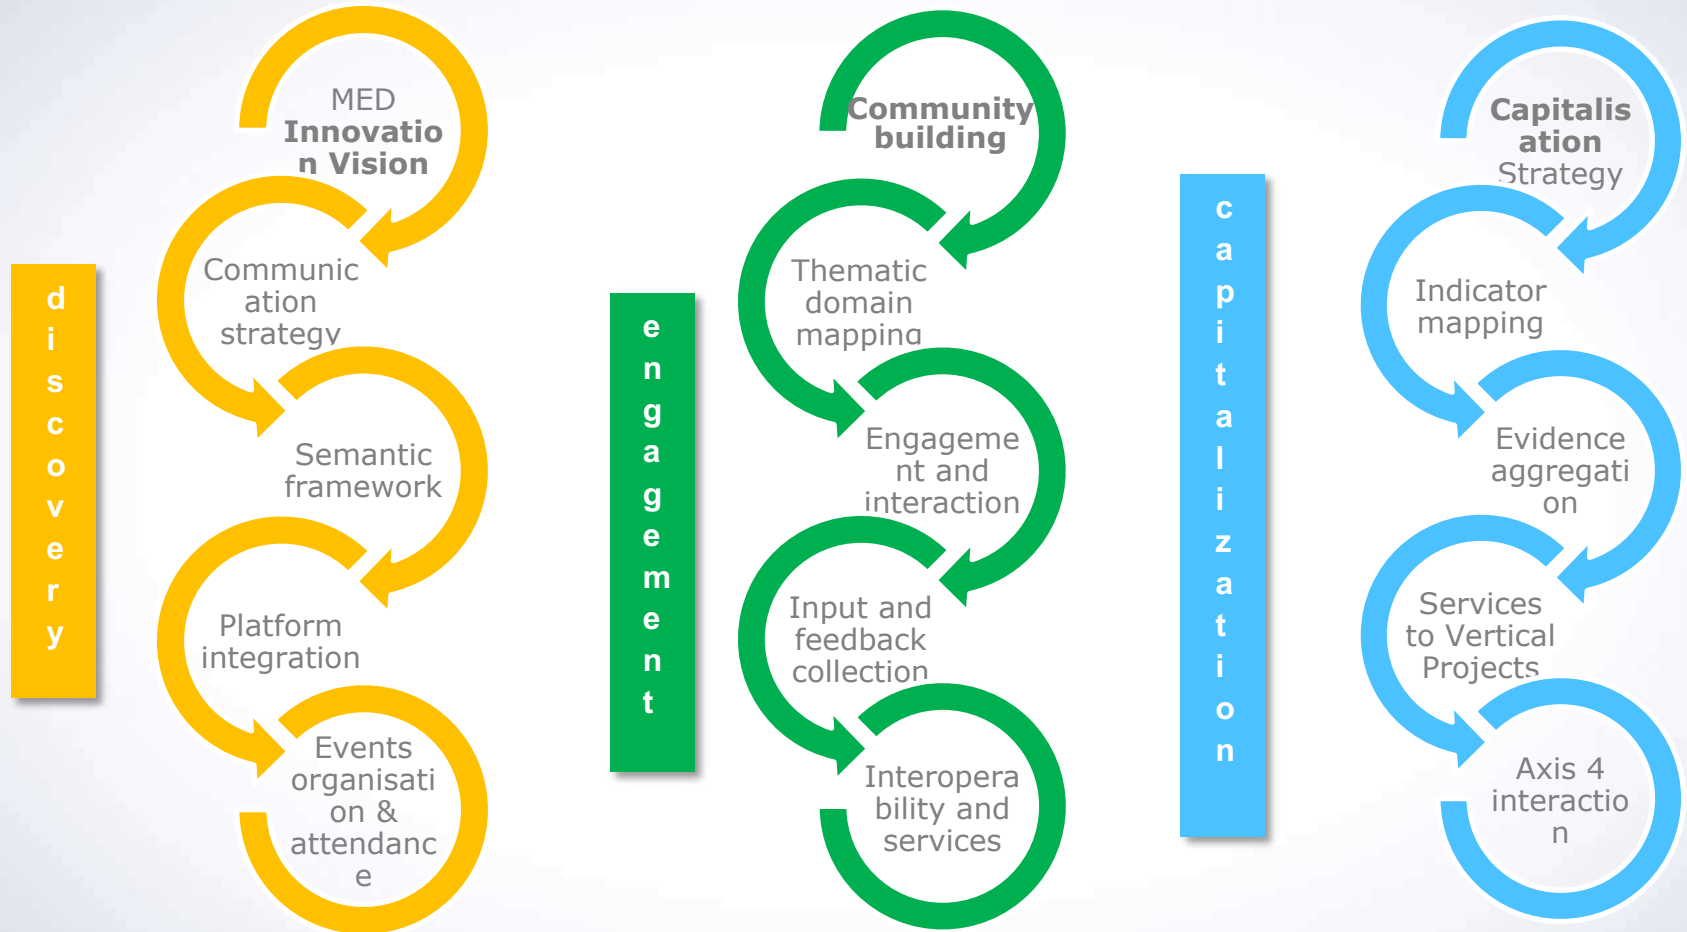 d
i
s
c
o
v
e
r
y
MED
Innovatio
n Vision
Communic
ation
strategy
Semantic
framework
Platform
integration
Events
organisati
on &
attendanc
e
e
n
g
a
g
e
m
e
n
t
Community
building
Thematic
domain
mapping
Engageme
nt and
interaction
Input and
feedback
collection
Interopera
bility and
services
c
a
p
i
t
a
l
i
z
a
t
i
o
n
Capitalis
ation
Strategy
Indicator
mapping
Evidence
aggregati
on
Services
to Vertical
Projects
Axis 4
interactio
n